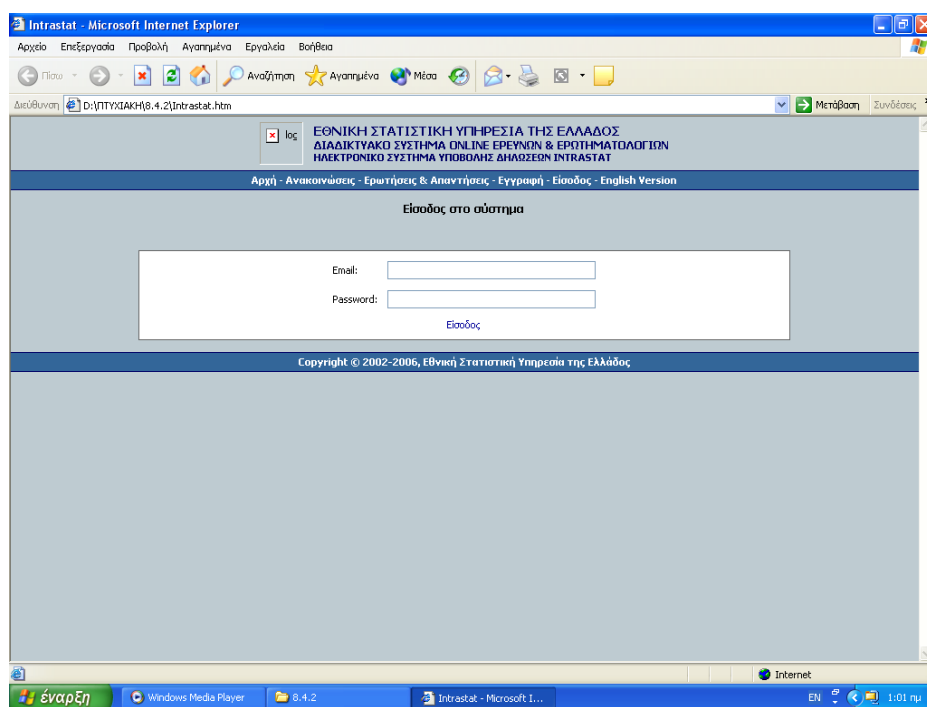 Intrastat - Microsoft Internet Explorer
Αρχείο Επεξεργασία Προβολή Αγαπημένα Εργαλεία Βοήθεια
Πίσω Αναζήτηση Αγαπημένα Μέσα
Διεύθυνση D:\ΠΤΥΧΙΑΚΗ\8.4.2\Intrastat.htm Μετάβαση Συνδέσεις
log ΕΘΝΙΚΗ ΣΤΑΤΙΣΤΙΚΗ ΥΠΗΡΕΣΙΑ ΤΗΣ ΕΛΛΑΔΟΣ
ΔΙΑΔΙΚΤΥΑΚΟ ΣΥΣΤΗΜΑ ONLINE ΕΡΕΥΝΩΝ & ΕΡΩΤΗΜΑΤΟΛΟΓΙΩΝ
ΗΛΕΚΤΡΟΝΙΚΟ ΣΥΣΤΗΜΑ ΥΠΟΒΟΛΗΣ ΔΗΛΩΣΕΩΝ INTRASTAT
Αρχή - Ανακοινώσεις - Ερωτήσεις & Απαντήσεις - Εγγραφή - Είσοδος - English Version
Είσοδος στο σύστημα
Email:
Password:
Είσοδος
Copyright © 2002-2006, Εθνική Στατιστική Υπηρεσία της Ελλάδος
Internet
έναρξη Windows Media Player 8.4.2 Intrastat - Microsoft I... EN 1:01 πμ